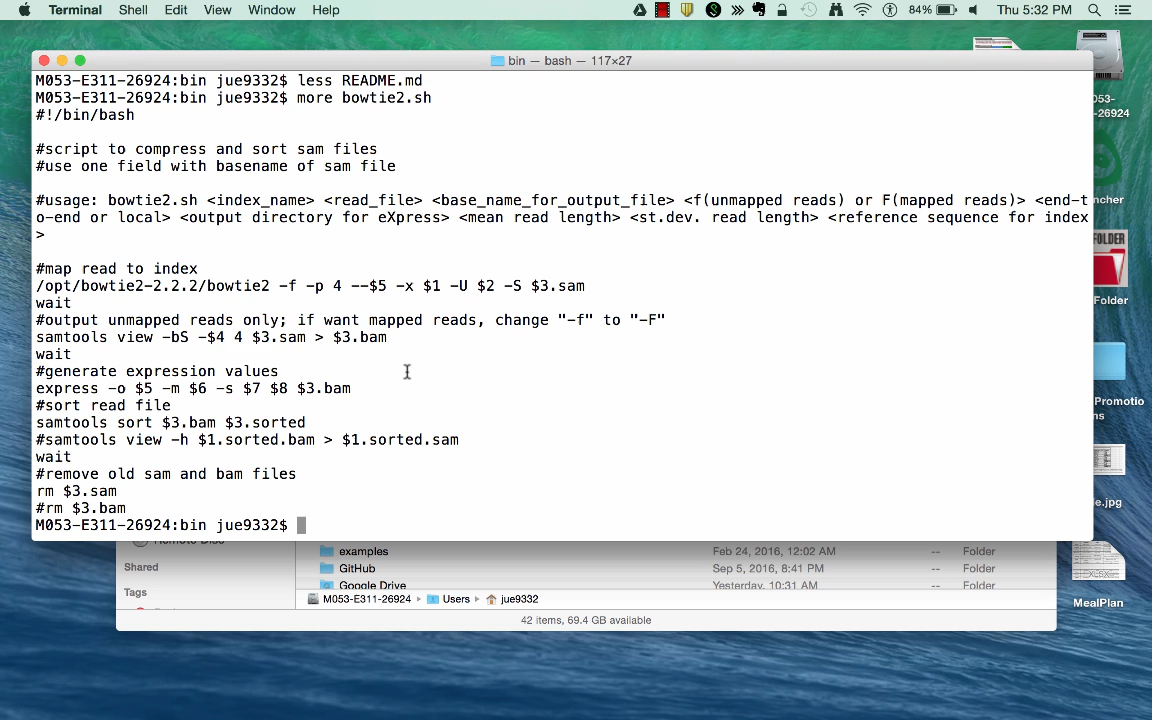 Terminal Shell Edit View Window Help 84% Thu 5:32 PM
bin — bash — 117×27
M053-E311-26924:bin jue9332$ less README.md
M053-E311-26924:bin jue9332$ more bowtie2.sh
#!/bin/bash
#script to compress and sort sam files
#use one field with basename of sam file
#usage: bowtie2.sh <index_name> <read_file> <base_name_for_output_file> <f(unmapped reads) or F(mapped reads)> <end-t
o-end or local> <output directory for eXpress> <mean read length> <st.dev. read length> <reference sequence for index
>
#map read to index
/opt/bowtie2-2.2.2/bowtie2 -f -p 4 --$5 -x $1 -U $2 -S $3.sam
wait
#output unmapped reads only; if want mapped reads, change "-f" to "-F"
samtools view -bS -$4 4 $3.sam > $3.bam
wait
#generate expression values
express -o $5 -m $6 -s $7 $8 $3.bam
#sort read file
samtools sort $3.bam $3.sorted
#samtools view -h $1.sorted.bam > $1.sorted.sam
wait
#remove old sam and bam files
rm $3.sam
#rm $3.bam
M053-E311-26924:bin jue9332$
053-
-26924
ncher
FOLDER
Folder
Promotio
ns
e.jpg
XLSX
MealPlan
Remote Disc
Shared
Tags
examples Feb 24, 2016, 12:02 AM -- Folder
GitHub Sep 5, 2016, 8:41 PM -- Folder
Google Drive Yesterday, 10:31 AM -- Folder
M053-E311-26924 Users jue9332
42 items, 69.4 GB available